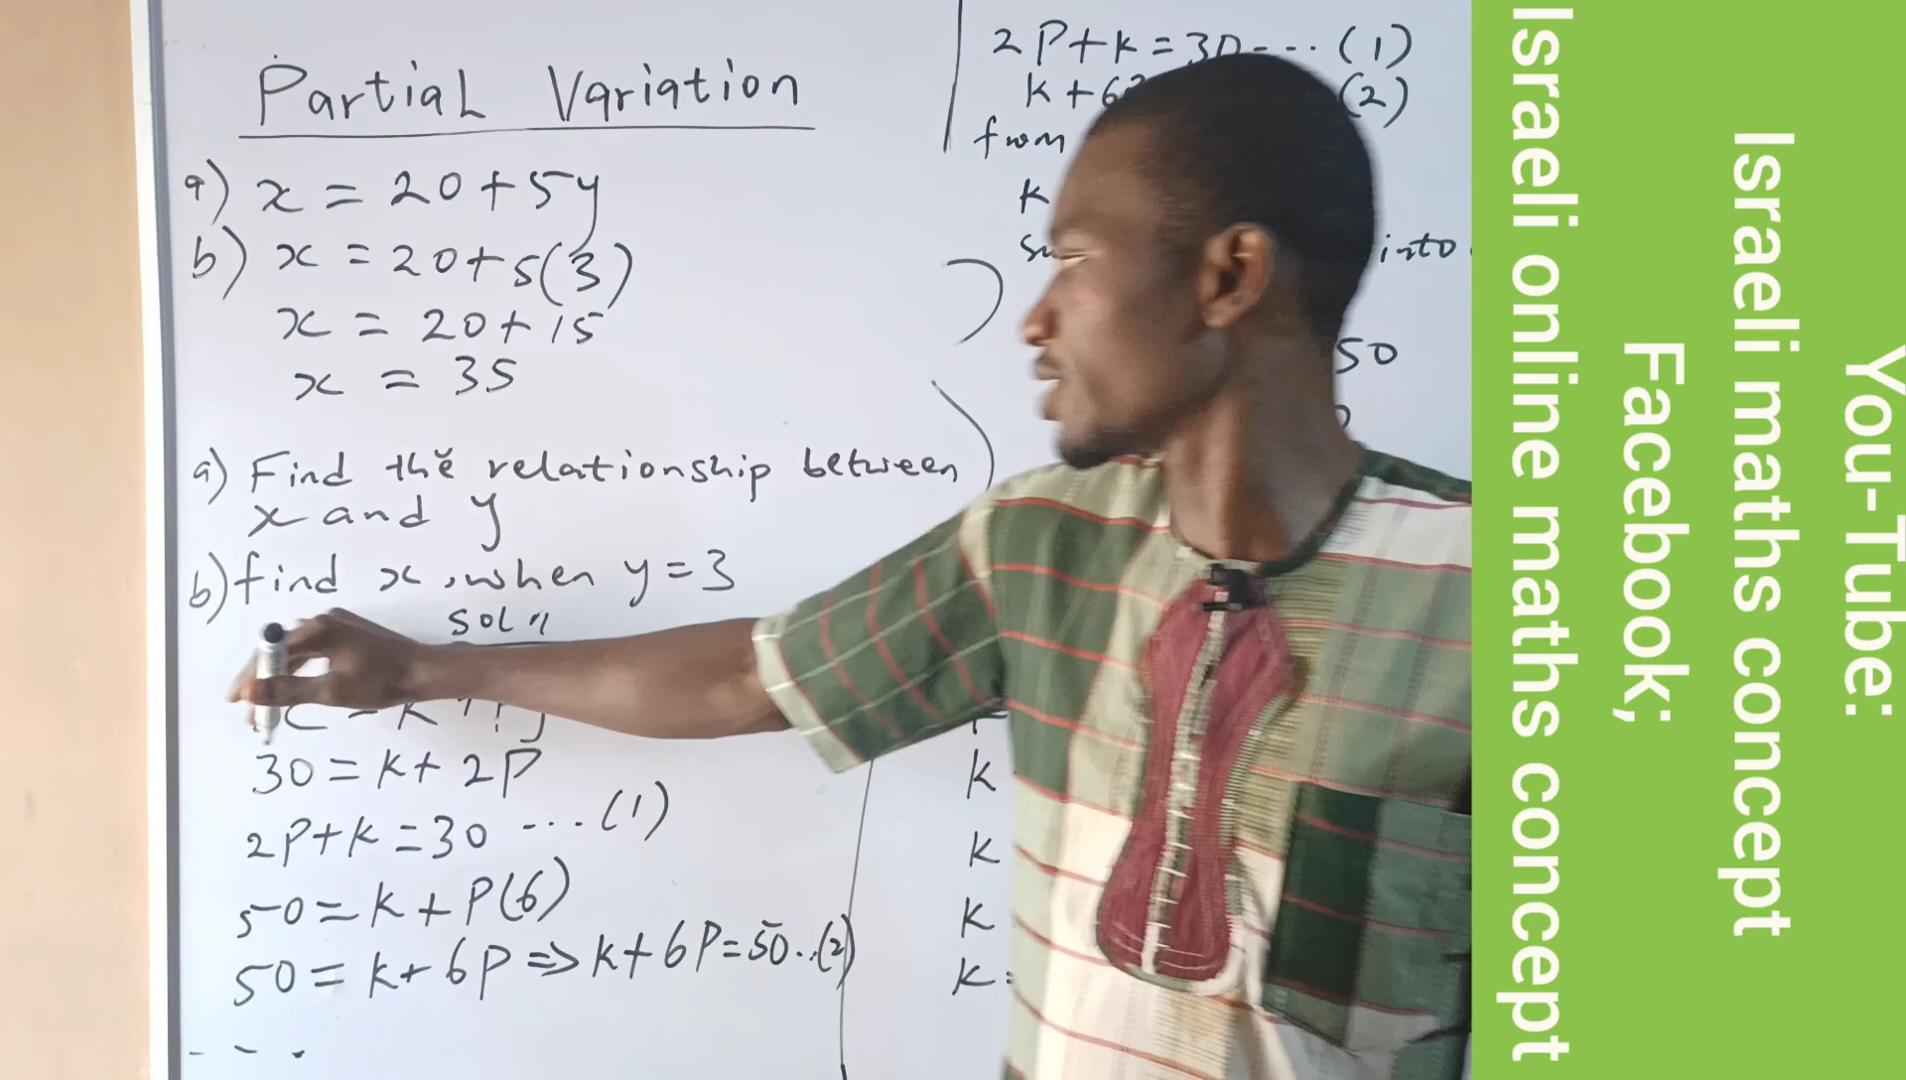 Partial Variation
a) x = 20+5y
b) x = 20+5(3)
x = 20+15
x = 35
a) Find the relationship between
x and y
b) find x, when y=3
soln
30 = k+ 2P
2P+k = 30 ... (1)
50 = k + P(6)
50 = k+ 6P => k+ 6P = 50 ..(2)
2P+k = 30 ... (1)
k +6 (2)
from
k
into
50
k
k
k
k =
You-Tube:
Israeli maths concept
Facebook;
Israeli online maths concept